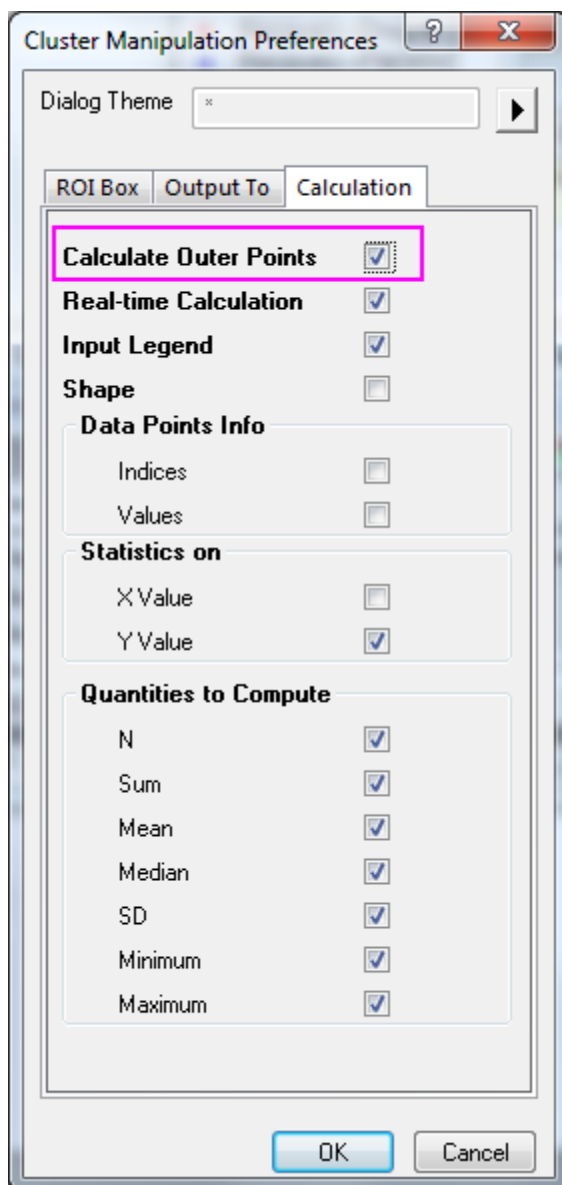 Cluster Manipulation Preferences
Dialog Theme *
ROI Box Output To Calculation
Calculate Outer Points
Real-time Calculation
Input Legend
Shape
Data Points Info
Indices
Values
Statistics on
X Value
Y Value
Quantities to Compute
N
Sum
Mean
Median
SD
Minimum
Maximum
OK Cancel